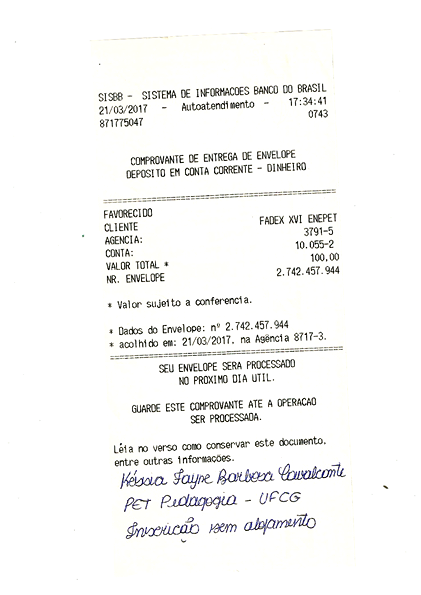 SISBB - SISTEMA DE INFORMACOES BANCO DO BRASIL
21/03/2017 - Autoatendimento - 17:34:41
871775047 0743
COMPROVANTE DE ENTREGA DE ENVELOPE
DEPOSITO EM CONTA CORRENTE - DINHEIRO
FAVORECIDO
CLIENTE FADEX XVI ENEPET
AGENCIA: 3791-5
CONTA: 10.055-2
VALOR TOTAL * 100,00
NR. ENVELOPE 2.742.457.944
* Valor sujeito a conferencia.
* Dados do Envelope: nº 2.742.457.944
* acolhido em: 21/03/2017, na Agência 8717-3.
SEU ENVELOPE SERA PROCESSADO
NO PROXIMO DIA UTIL.
GUARDE ESTE COMPROVANTE ATE A OPERACAO
SER PROCESSADA.
Leia no verso como conservar este documento,
entre outras informações.
Késsia Fayne Barbosa Cavalcante
PET Pedagogia - UFCG
Inscrição sem alojamento